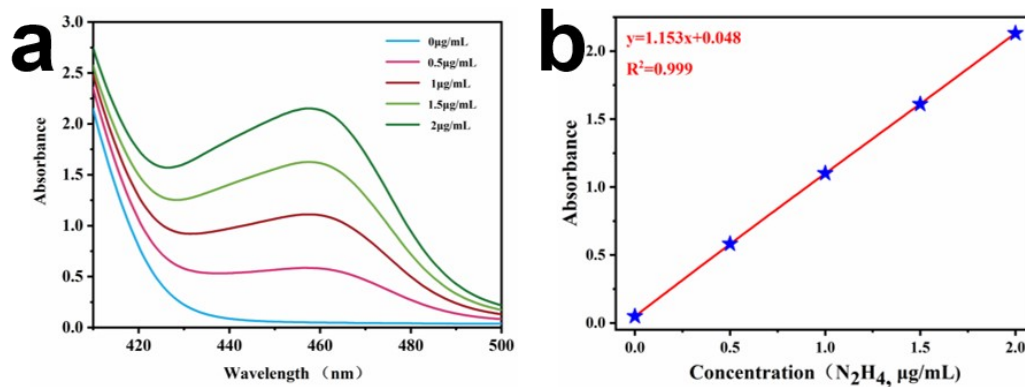 a
3.0
2.5
2.0
1.5
1.0
0.5
0.0
Absorbance
0μg/mL
0.5μg/mL
1μg/mL
1.5μg/mL
2μg/mL
420
440
460
480
500
Wavelength （nm）
b
y=1.153x+0.048
R²=0.999
2.0
1.5
1.0
0.5
0.0
Absorbance
0.0
0.5
1.0
1.5
2.0
Concentration（N₂H₄, μg/mL）